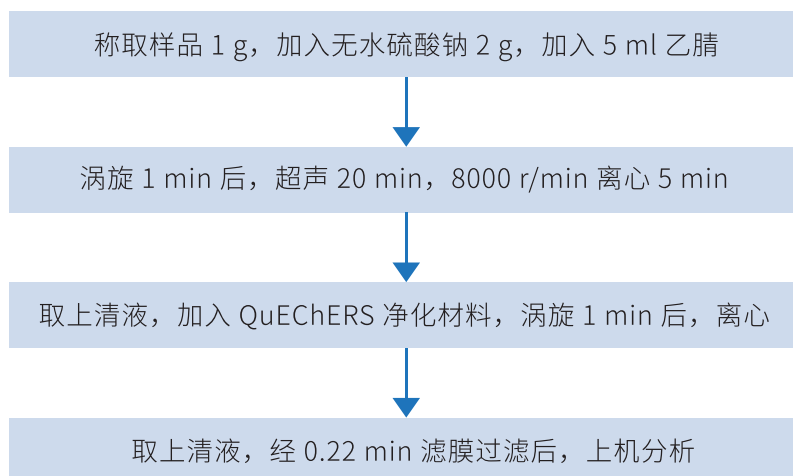 称取样品 1 g，加入无水硫酸钠 2 g，加入 5 ml 乙腈
涡旋 1 min 后，超声 20 min，8000 r/min 离心 5 min
取上清液，加入 QuEChERS 净化材料，涡旋 1 min 后，离心
取上清液，经 0.22 min 滤膜过滤后，上机分析